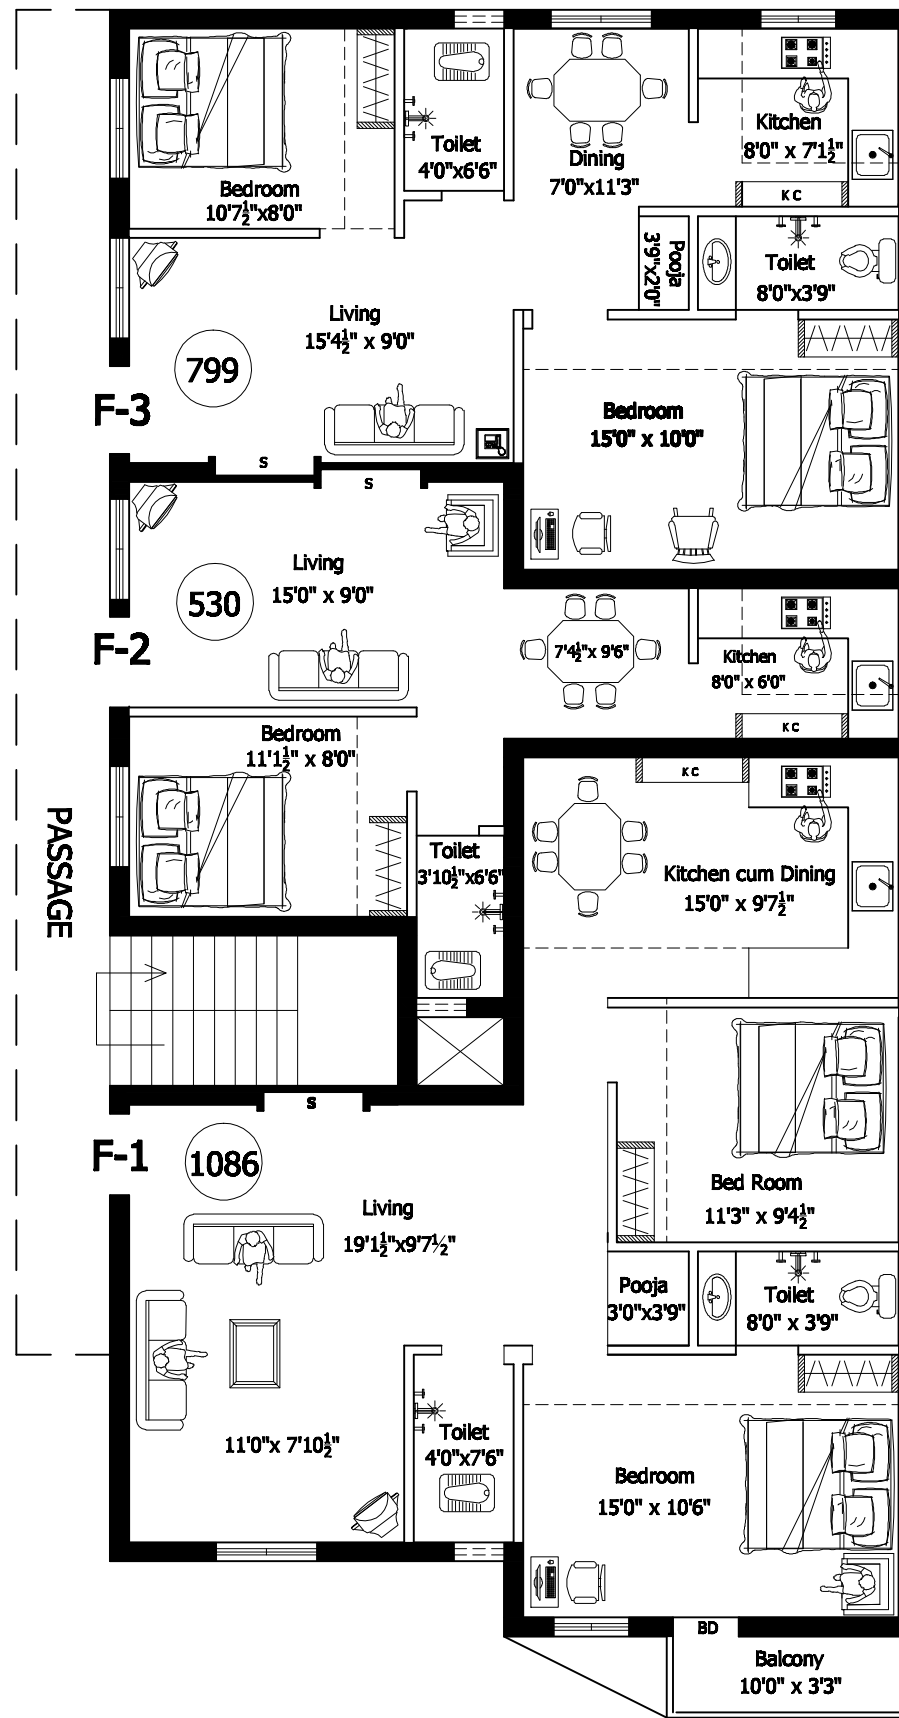 Toilet
4'0"x6'6"
Dining
7'0"x11'3"
Kitchen
8'0" x 7'1½"
KC
Bedroom
10'7½"x8'0"
Pooja
3'9"x2'0"
Toilet
8'0"x3'9"
Living
15'4½" x 9'0"
799
F-3
Bedroom
15'0" x 10'0"
S
S
Living
15'0" x 9'0"
530
F-2
7'4½"x 9'6"
Kitchen
8'0" x 6'0"
KC
Bedroom
11'1½" x 8'0"
KC
PASSAGE
Toilet
3'10½"x6'6"
Kitchen cum Dining
15'0" x 9'7½"
S
F-1
1086
Living
19'1½"x9'7½"
Bed Room
11'3" x 9'4½"
Pooja
3'0"x3'9"
Toilet
8'0" x 3'9"
11'0"x 7'10½"
Toilet
4'0"x7'6"
Bedroom
15'0" x 10'6"
BD
Balcony
10'0" x 3'3"